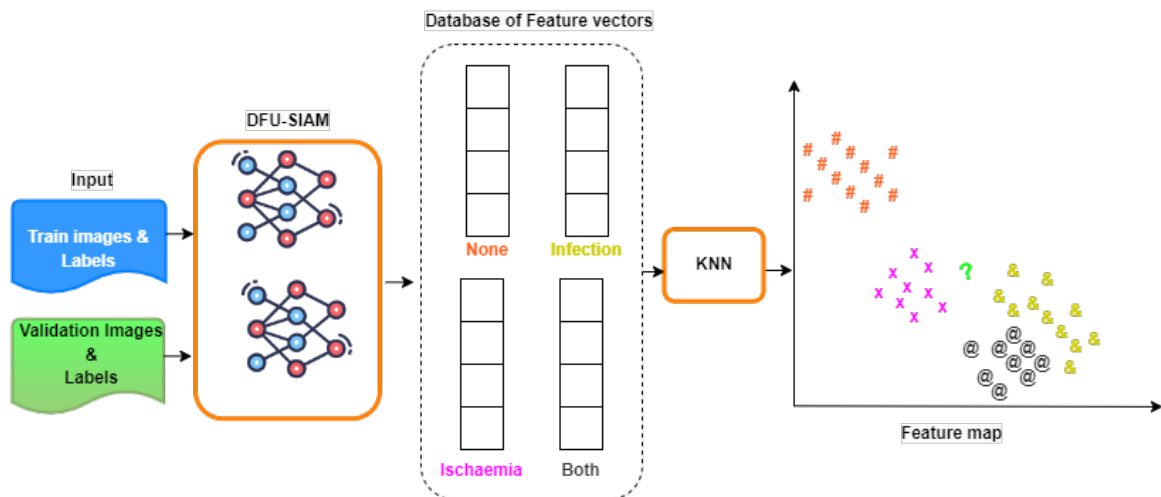 Database of Feature vectors
DFU-SIAM
Input
Train images &
Labels
Validation Images
&
Labels
None
Infection
Ischaemia
Both
KNN
# # # # # # # # # # # #
x x x x x x x x x
?
& & & & & & & & & & &
@ @ @ @ @ @ @ @ @ @
Feature map